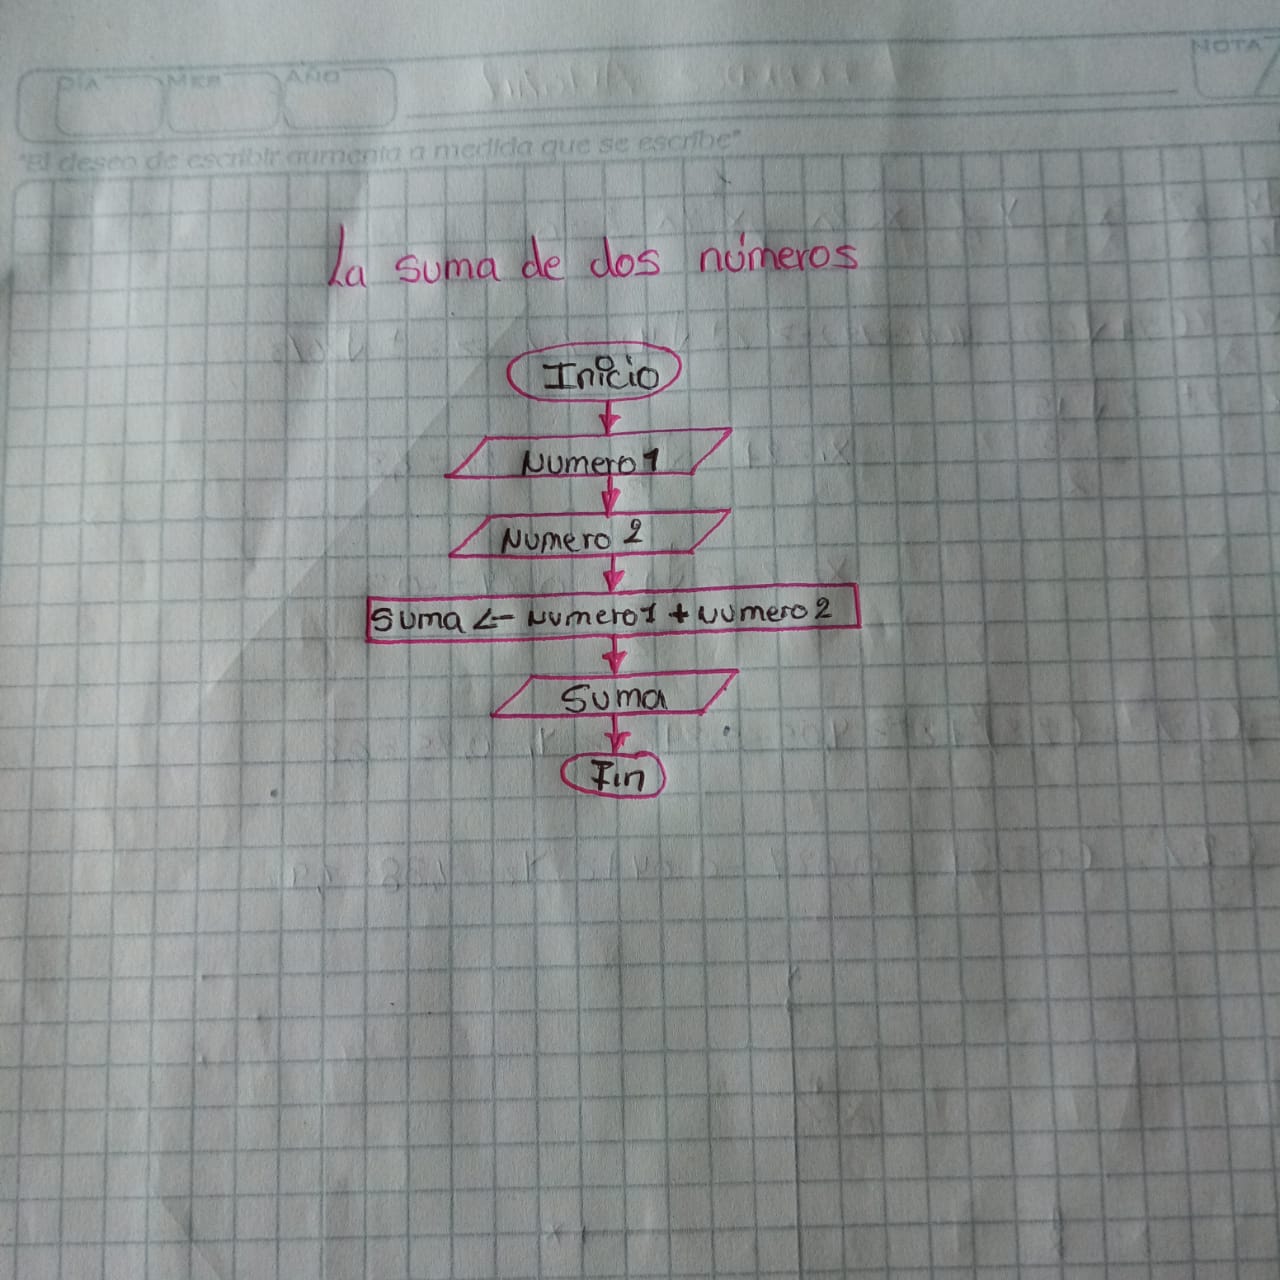 DÍA MES AÑO NOTA
"El deseo de escribir aumenta a medida que se escribe"
La suma de dos números
Inicio
Numero 1
Numero 2
Suma <- Numero 1 + Numero 2
Suma
Fin